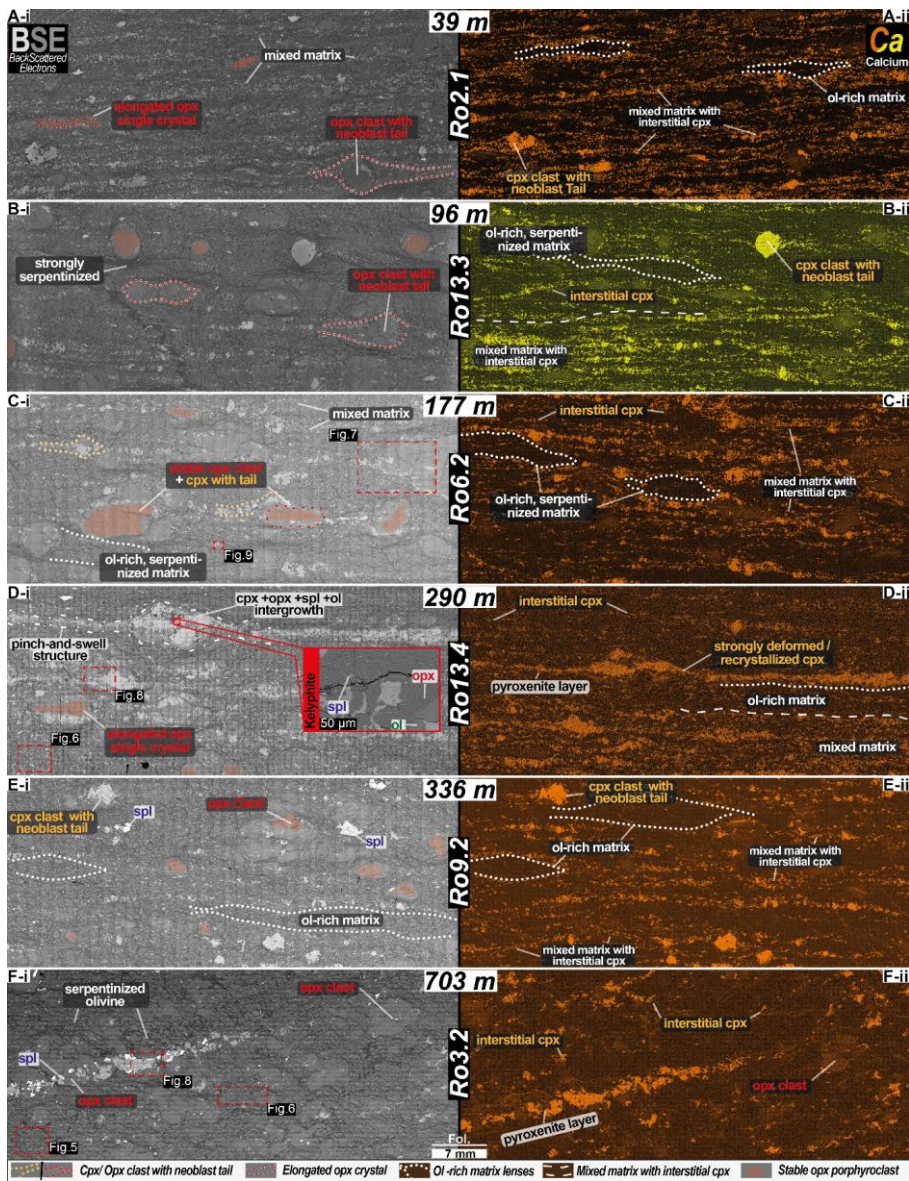 A-i
39 m
A-ii
BSE
BackScattered
Electrons
Ca
Calcium
mixed matrix
elongated opx
single crystal
opx clast with
neoblast tail
Ro2.1
ol-rich matrix
mixed matrix with
interstitial cpx
cpx clast with
neoblast Tail
B-i
96 m
B-ii
strongly
serpentinized
opx clast with
neoblast tail
Ro13.3
ol-rich, serpenti-
nized matrix
cpx clast with
neoblast tail
interstitial cpx
mixed matrix with
interstitial cpx
C-i
177 m
C-ii
mixed matrix
Fig.7
stable opx clast
+ cpx with tail
ol-rich, serpenti-
nized matrix
Fig.9
Ro6.2
interstitial cpx
mixed matrix with
interstitial cpx
ol-rich, serpenti-
nized matrix
D-i
290 m
D-ii
cpx +opx +spl +ol
intergrowth
pinch-and-swell
structure
Fig.8
Fig.6
elongated opx
single crystal
Kelyphite
spl
opx
50 µm
ol
Ro13.4
interstitial cpx
strongly deformed /
recrystallized cpx
pyroxenite layer
ol-rich matrix
mixed matrix
E-i
336 m
E-ii
cpx clast with
neoblast tail
spl
opx Clast
spl
ol-rich matrix
Ro9.2
cpx clast with
neoblast tail
ol-rich matrix
mixed matrix with
interstitial cpx
mixed matrix with
interstitial cpx
F-i
703 m
F-ii
serpentinized
olivine
opx clast
spl
opx clast
Fig.8
Fig.6
Fig.5
Ro3.2
Fol.
7 mm
interstitial cpx
interstitial cpx
opx clast
pyroxenite layer
Cpx/ Opx clast with neoblast tail
Elongated opx crystal
Ol -rich matrix lenses
Mixed matrix with interstitial cpx
Stable opx porphyroclast